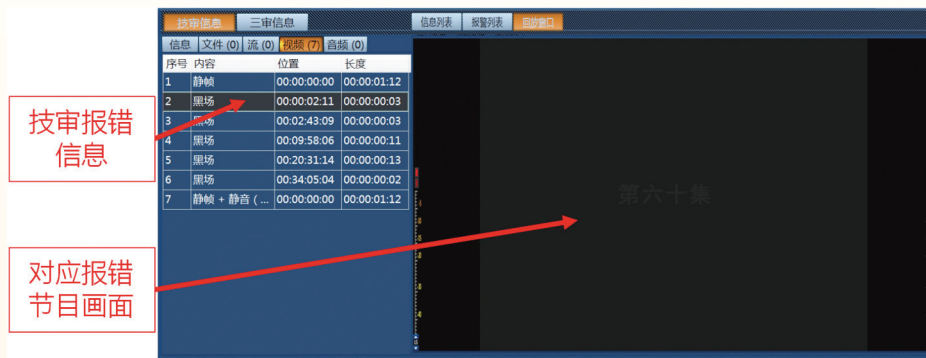 技审信息 三审信息 信息列表 报警列表 回放窗口
信息 文件 (0) 流 (0) 视频 (7) 音频 (0)
序号 内容 位置 长度
1 静帧 00:00:00:00 00:00:01:12
2 黑场 00:00:02:11 00:00:00:03
3 黑场 00:02:43:09 00:00:00:03
4 黑场 00:09:58:06 00:00:00:11
5 黑场 00:20:31:14 00:00:00:13
6 黑场 00:34:05:04 00:00:00:02
7 静帧 + 静音 ( ... 00:00:00:00 00:00:01:12
技审报错
信息
第六十集
对应报错
节目画面